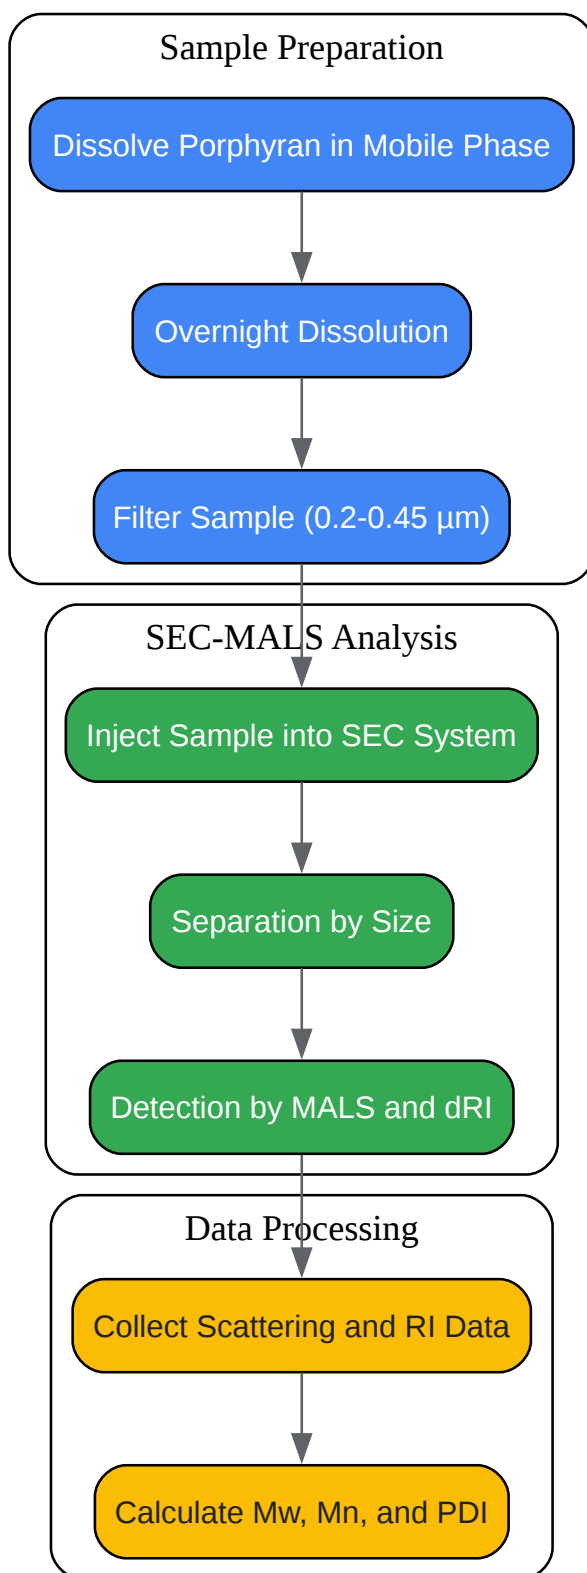 Sample Preparation
Dissolve Porphyran in Mobile Phase
Overnight Dissolution
Filter Sample (0.2-0.45 µm)
SEC-MALS Analysis
Inject Sample into SEC System
Separation by Size
Detection by MALS and dRI
Data Processing
Collect Scattering and RI Data
Calculate Mw, Mn, and PDI